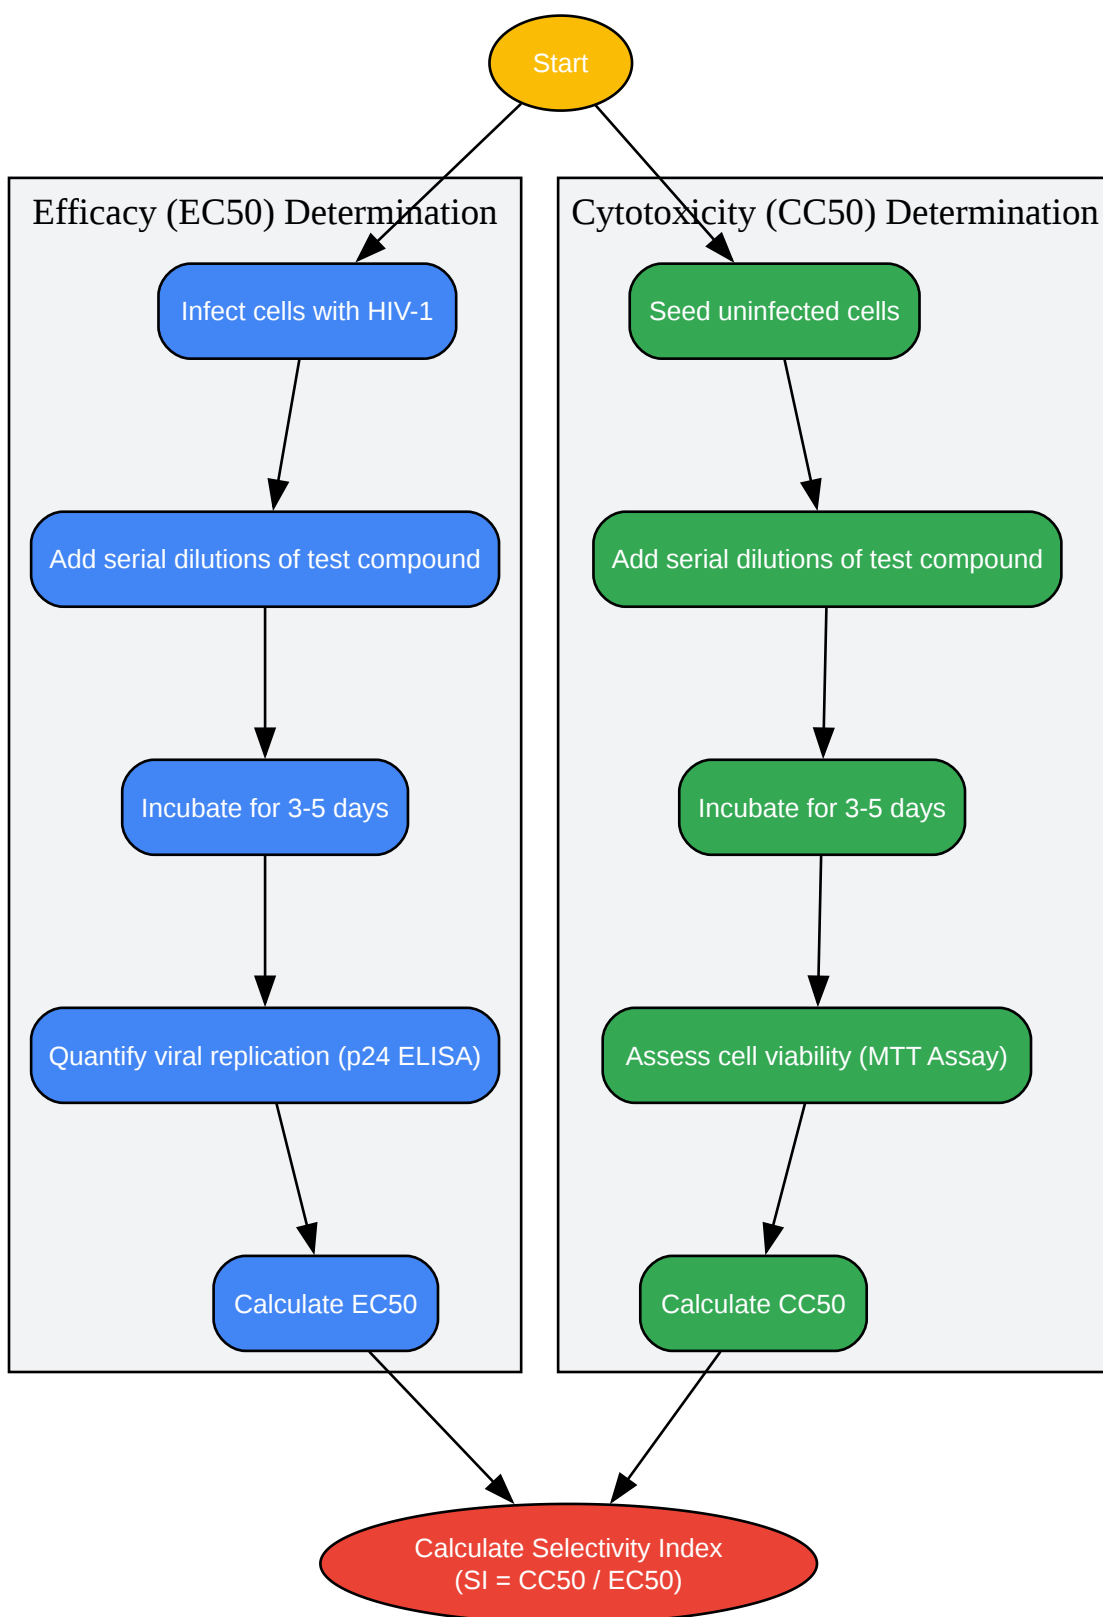 Start
Efficacy (EC50) Determination
Infect cells with HIV-1
Add serial dilutions of test compound
Incubate for 3-5 days
Quantify viral replication (p24 ELISA)
Calculate EC50
Cytotoxicity (CC50) Determination
Seed uninfected cells
Add serial dilutions of test compound
Incubate for 3-5 days
Assess cell viability (MTT Assay)
Calculate CC50
Calculate Selectivity Index
(SI = CC50 / EC50)